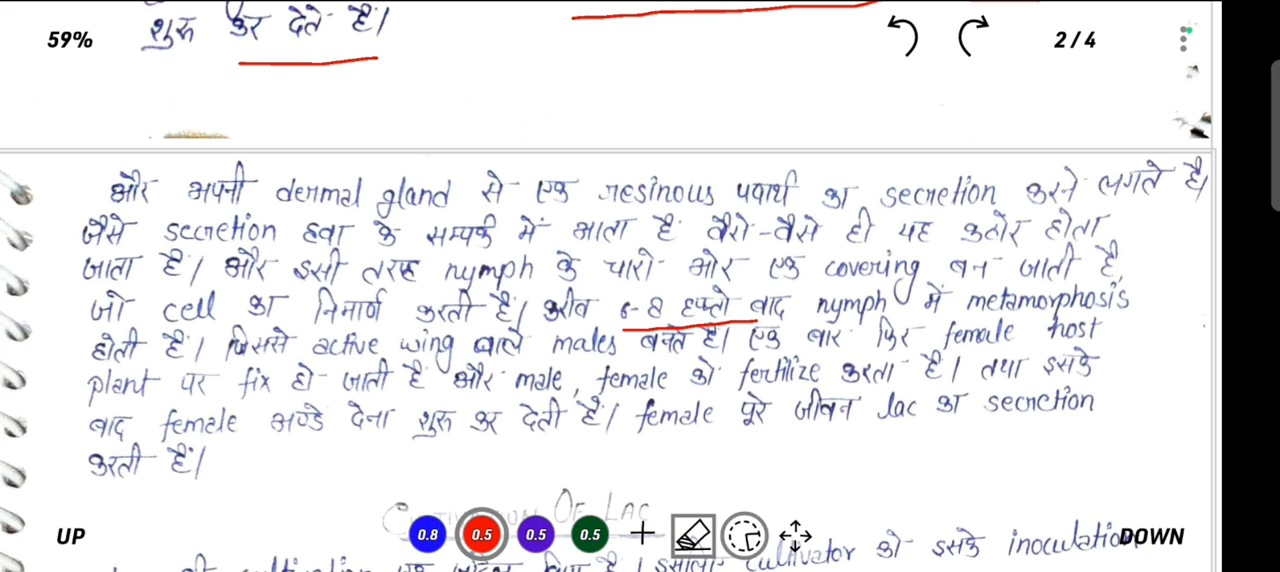 59%
शुरू कर देते हैं।
2 / 4
और अपनी dermal gland से एक resinous पदार्थ का secretion करने लगते है।
जैसे secretion हवा के सम्पर्क में आता है वैसे-वैसे ही यह कठोर होता
जाता है। और इसी तरह nymph के चारो ओर एक covering बन जाती है,
जो cell का निमार्ण करती है। करीब 6-8 हफ्तो बाद nymph में metamorphosis
होती है। जिससे active wing वाले males बनते है। एक बार फिर female host
plant पर fix हो जाती है और male, female को fertilize करता है। तथा इसके
बाद female अण्डे देना शुरू कर देती है। female पूरे जीवन lac का secretion
करती हैं।
OF LAC
UP
0.8
0.5
0.5
0.5
DOWN
cultivator को इसके inoculation